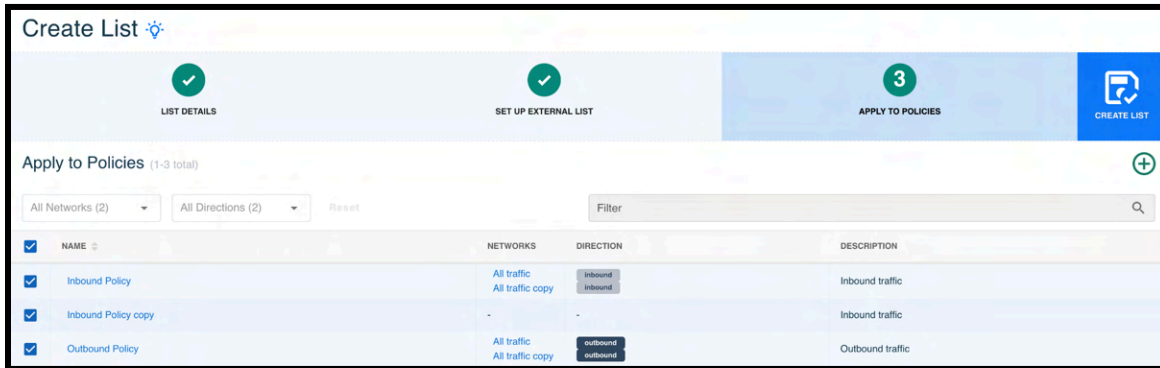 Create List
3
LIST DETAILS
SET UP EXTERNAL LIST
APPLY TO POLICIES
CREATE LIST
Apply to Policies (1-3 total)
All Networks (2)
All Directions (2)
Reset
Filter
NAME NETWORKS DIRECTION DESCRIPTION
Inbound Policy All traffic inbound Inbound traffic
All traffic copy inbound
Inbound Policy copy - - Inbound traffic
Outbound Policy All traffic outbound Outbound traffic
All traffic copy outbound